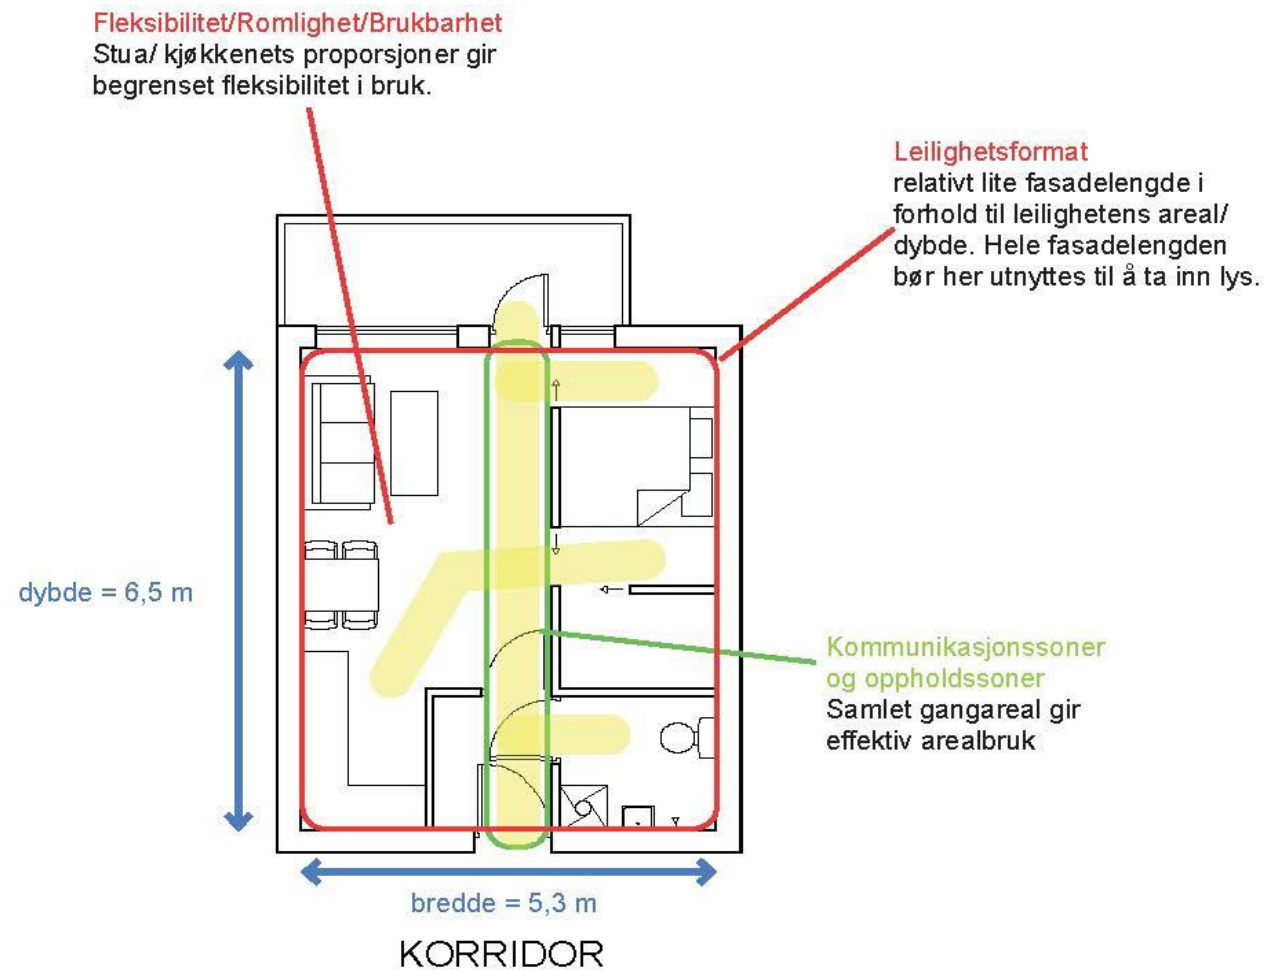 Fleksibilitet/Romlighet/Brukbarhet
Stua/ kjøkkenets proporsjoner gir
begrenset fleksibilitet i bruk.
Leilighetsformat
relativt lite fasadelengde i
forhold til leilighetens areal/
dybde. Hele fasadelengden
bør her utnyttes til å ta inn lys.
dybde = 6,5 m
Kommunikasjonssoner
og oppholdssoner
Samlet gangareal gir
effektiv arealbruk
bredde = 5,3 m
KORRIDOR